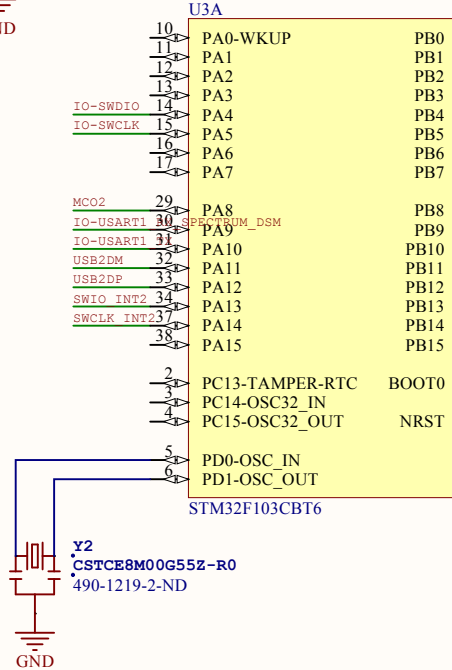 ND
U3A
10 PA0-WKUP PB0
11 PA1 PB1
12 PA2 PB2
13 PA3 PB3
IO-SWDIO 14 PA4 PB4
IO-SWCLK 15 PA5 PB5
16 PA6 PB6
17 PA7 PB7
MCO2 29 PA8 PB8
IO-USART1_RX_SPECTRUM_DSM 30 PA9 PB9
IO-USART1_TX 31 PA10 PB10
USB2DM 32 PA11 PB11
USB2DP 33 PA12 PB12
SWIO_INT2 34 PA13 PB13
SWCLK_INT2 37 PA14 PB14
38 PA15 PB15
2 PC13-TAMPER-RTC BOOT0
3 PC14-OSC32_IN
4 PC15-OSC32_OUT NRST
5 PD0-OSC_IN
6 PD1-OSC_OUT
STM32F103CBT6
Y2
CSTCE8M00G55Z-R0
490-1219-2-ND
GND